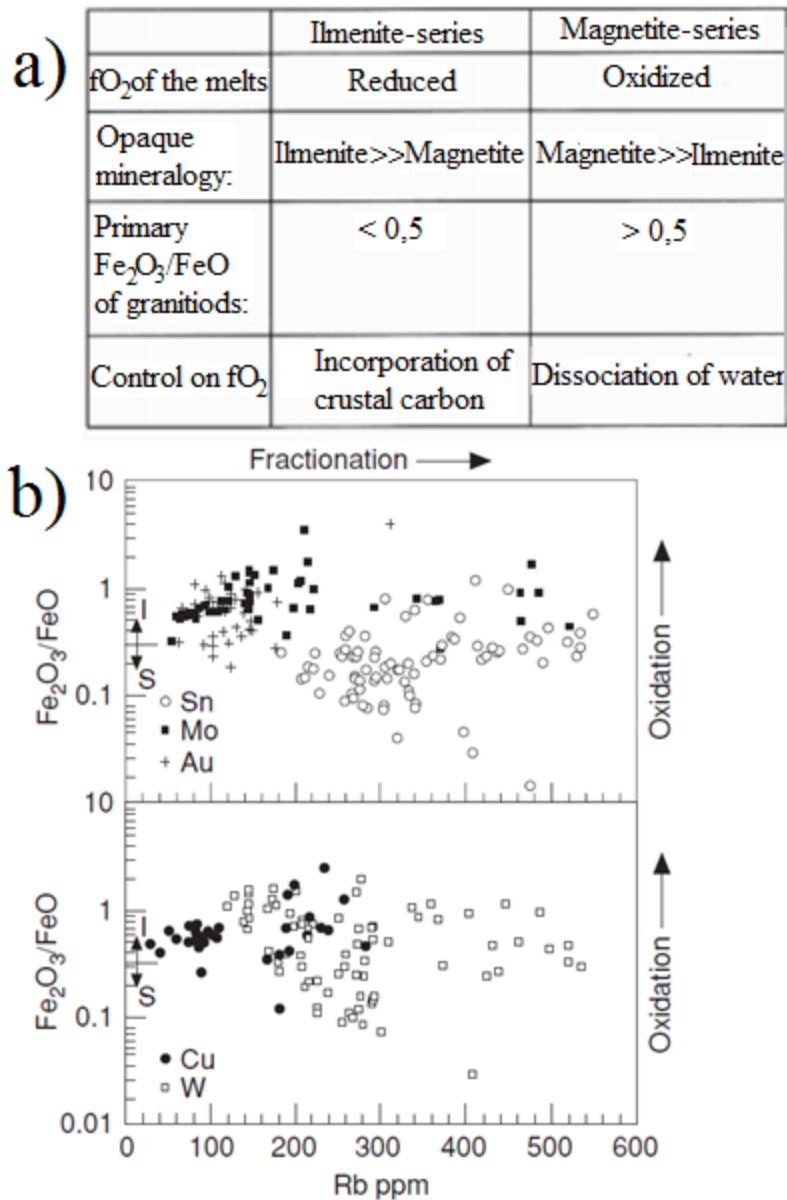 a)
Ilmenite-series Magnetite-series
fO2of the melts Reduced Oxidized
Opaque
mineralogy:
Ilmenite>>Magnetite Magnetite>>Ilmenite
Primary
Fe2O3/FeO
of granitiods:
< 0,5 > 0,5
Control on fO2
Incorporation of
crustal carbon
Dissociation of water
b)
Fractionation
10
1
0.1
10
I
S
Fe2O3/FeO
Sn
Mo
Au
Oxidation
1
0.1
0.01
I
S
Fe2O3/FeO
Cu
W
Oxidation
0 100 200 300 400 500 600
Rb ppm